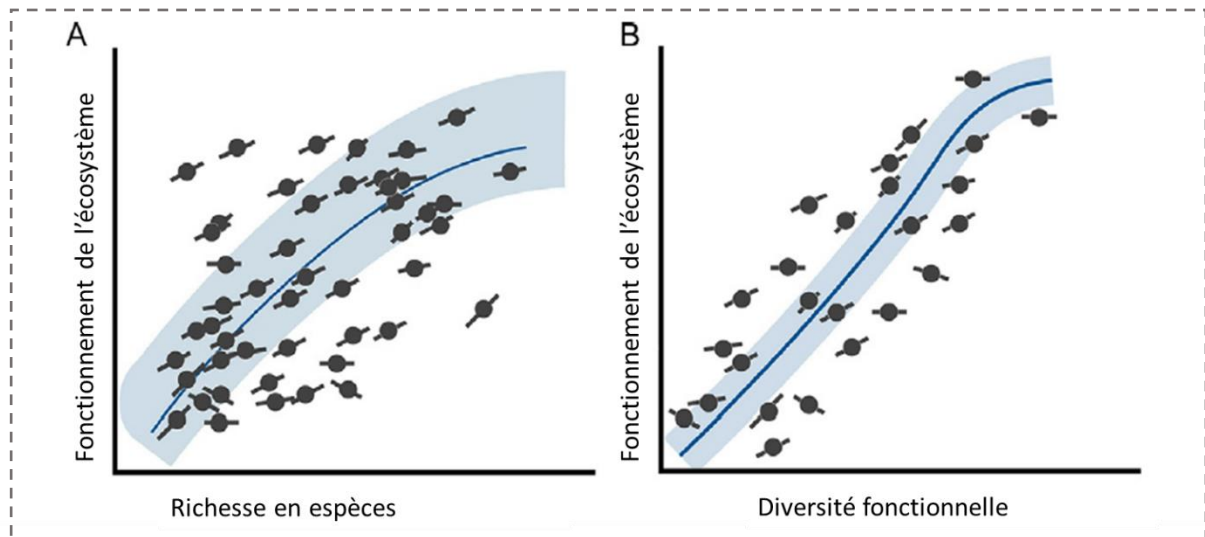 A
Fonctionnement de l'écosystème
Richesse en espèces
B
Fonctionnement de l'écosystème
Diversité fonctionnelle